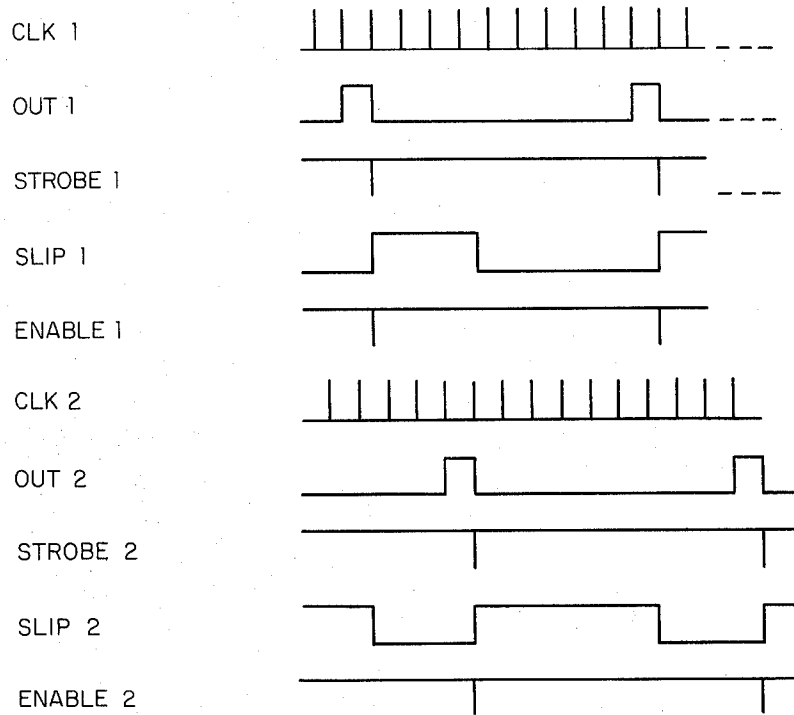 CLK 1
OUT 1
STROBE 1
SLIP 1
ENABLE 1
CLK 2
OUT 2
STROBE 2
SLIP 2
ENABLE 2